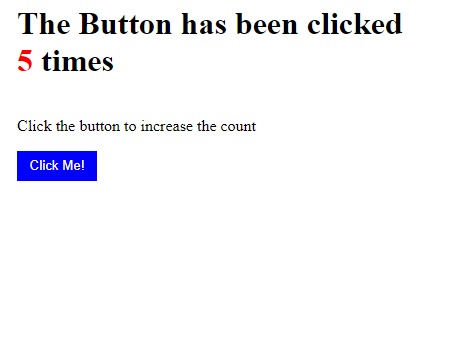 The Button has been clicked
5 times
Click the button to increase the count
Click Me!